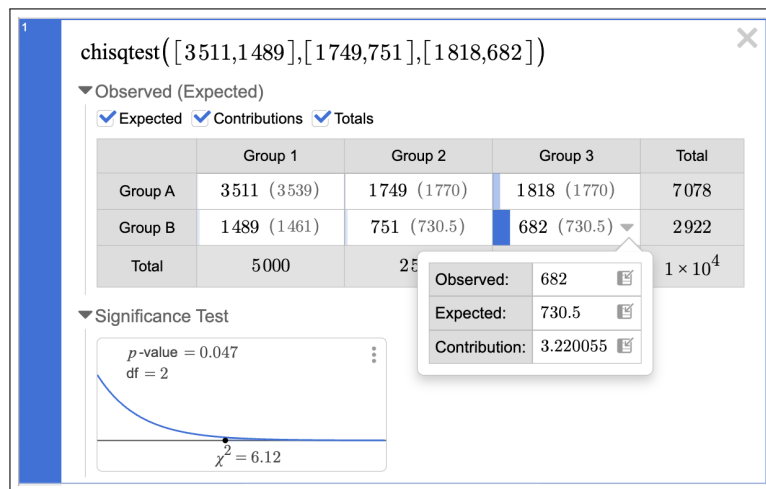 1
chisqtest([3511,1489],[1749,751],[1818,682])
Observed (Expected)
Expected Contributions Totals
Group 1 Group 2 Group 3 Total
Group A 3511 (3539) 1749 (1770) 1818 (1770) 7078
Group B 1489 (1461) 751 (730.5) 682 (730.5) 2922
Total 5000 25 1 × 10⁴
Observed: 682
Expected: 730.5
Contribution: 3.220055
Significance Test
p-value = 0.047
df = 2
χ² = 6.12